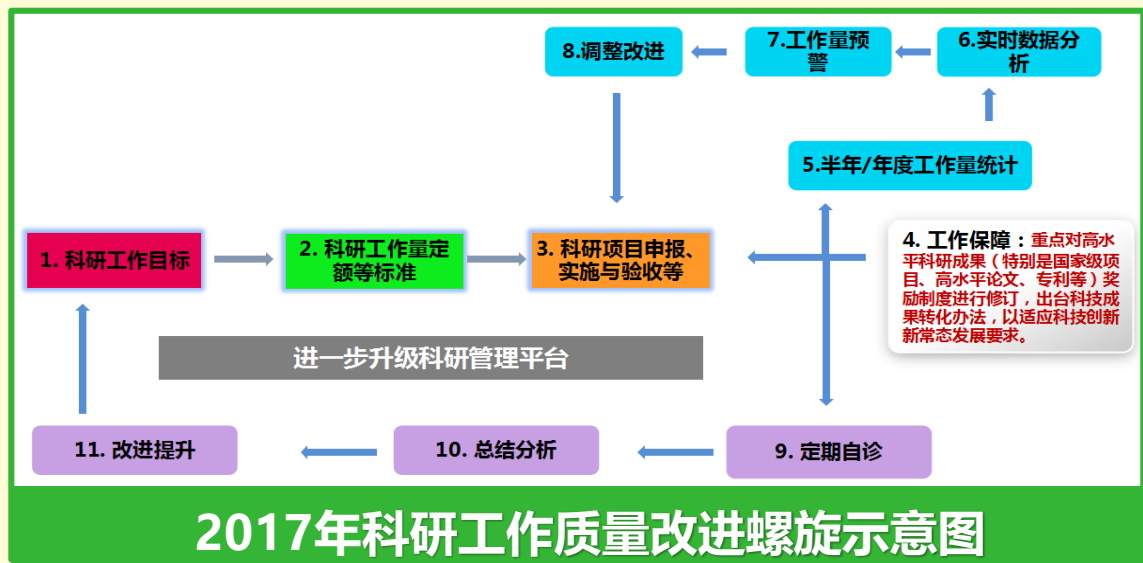 8.调整改进
7.工作量预
警
6.实时数据分
析
5.半年/年度工作量统计
1. 科研工作目标
2. 科研工作量定
额等标准
3. 科研项目申报、
实施与验收等
4. 工作保障：重点对高水
平科研成果（特别是国家级项
目、高水平论文、专利等）奖
励制度进行修订，出台科技成
果转化办法，以适应科技创新
新常态发展要求。
进一步升级科研管理平台
11. 改进提升
10. 总结分析
9. 定期自诊
2017年科研工作质量改进螺旋示意图